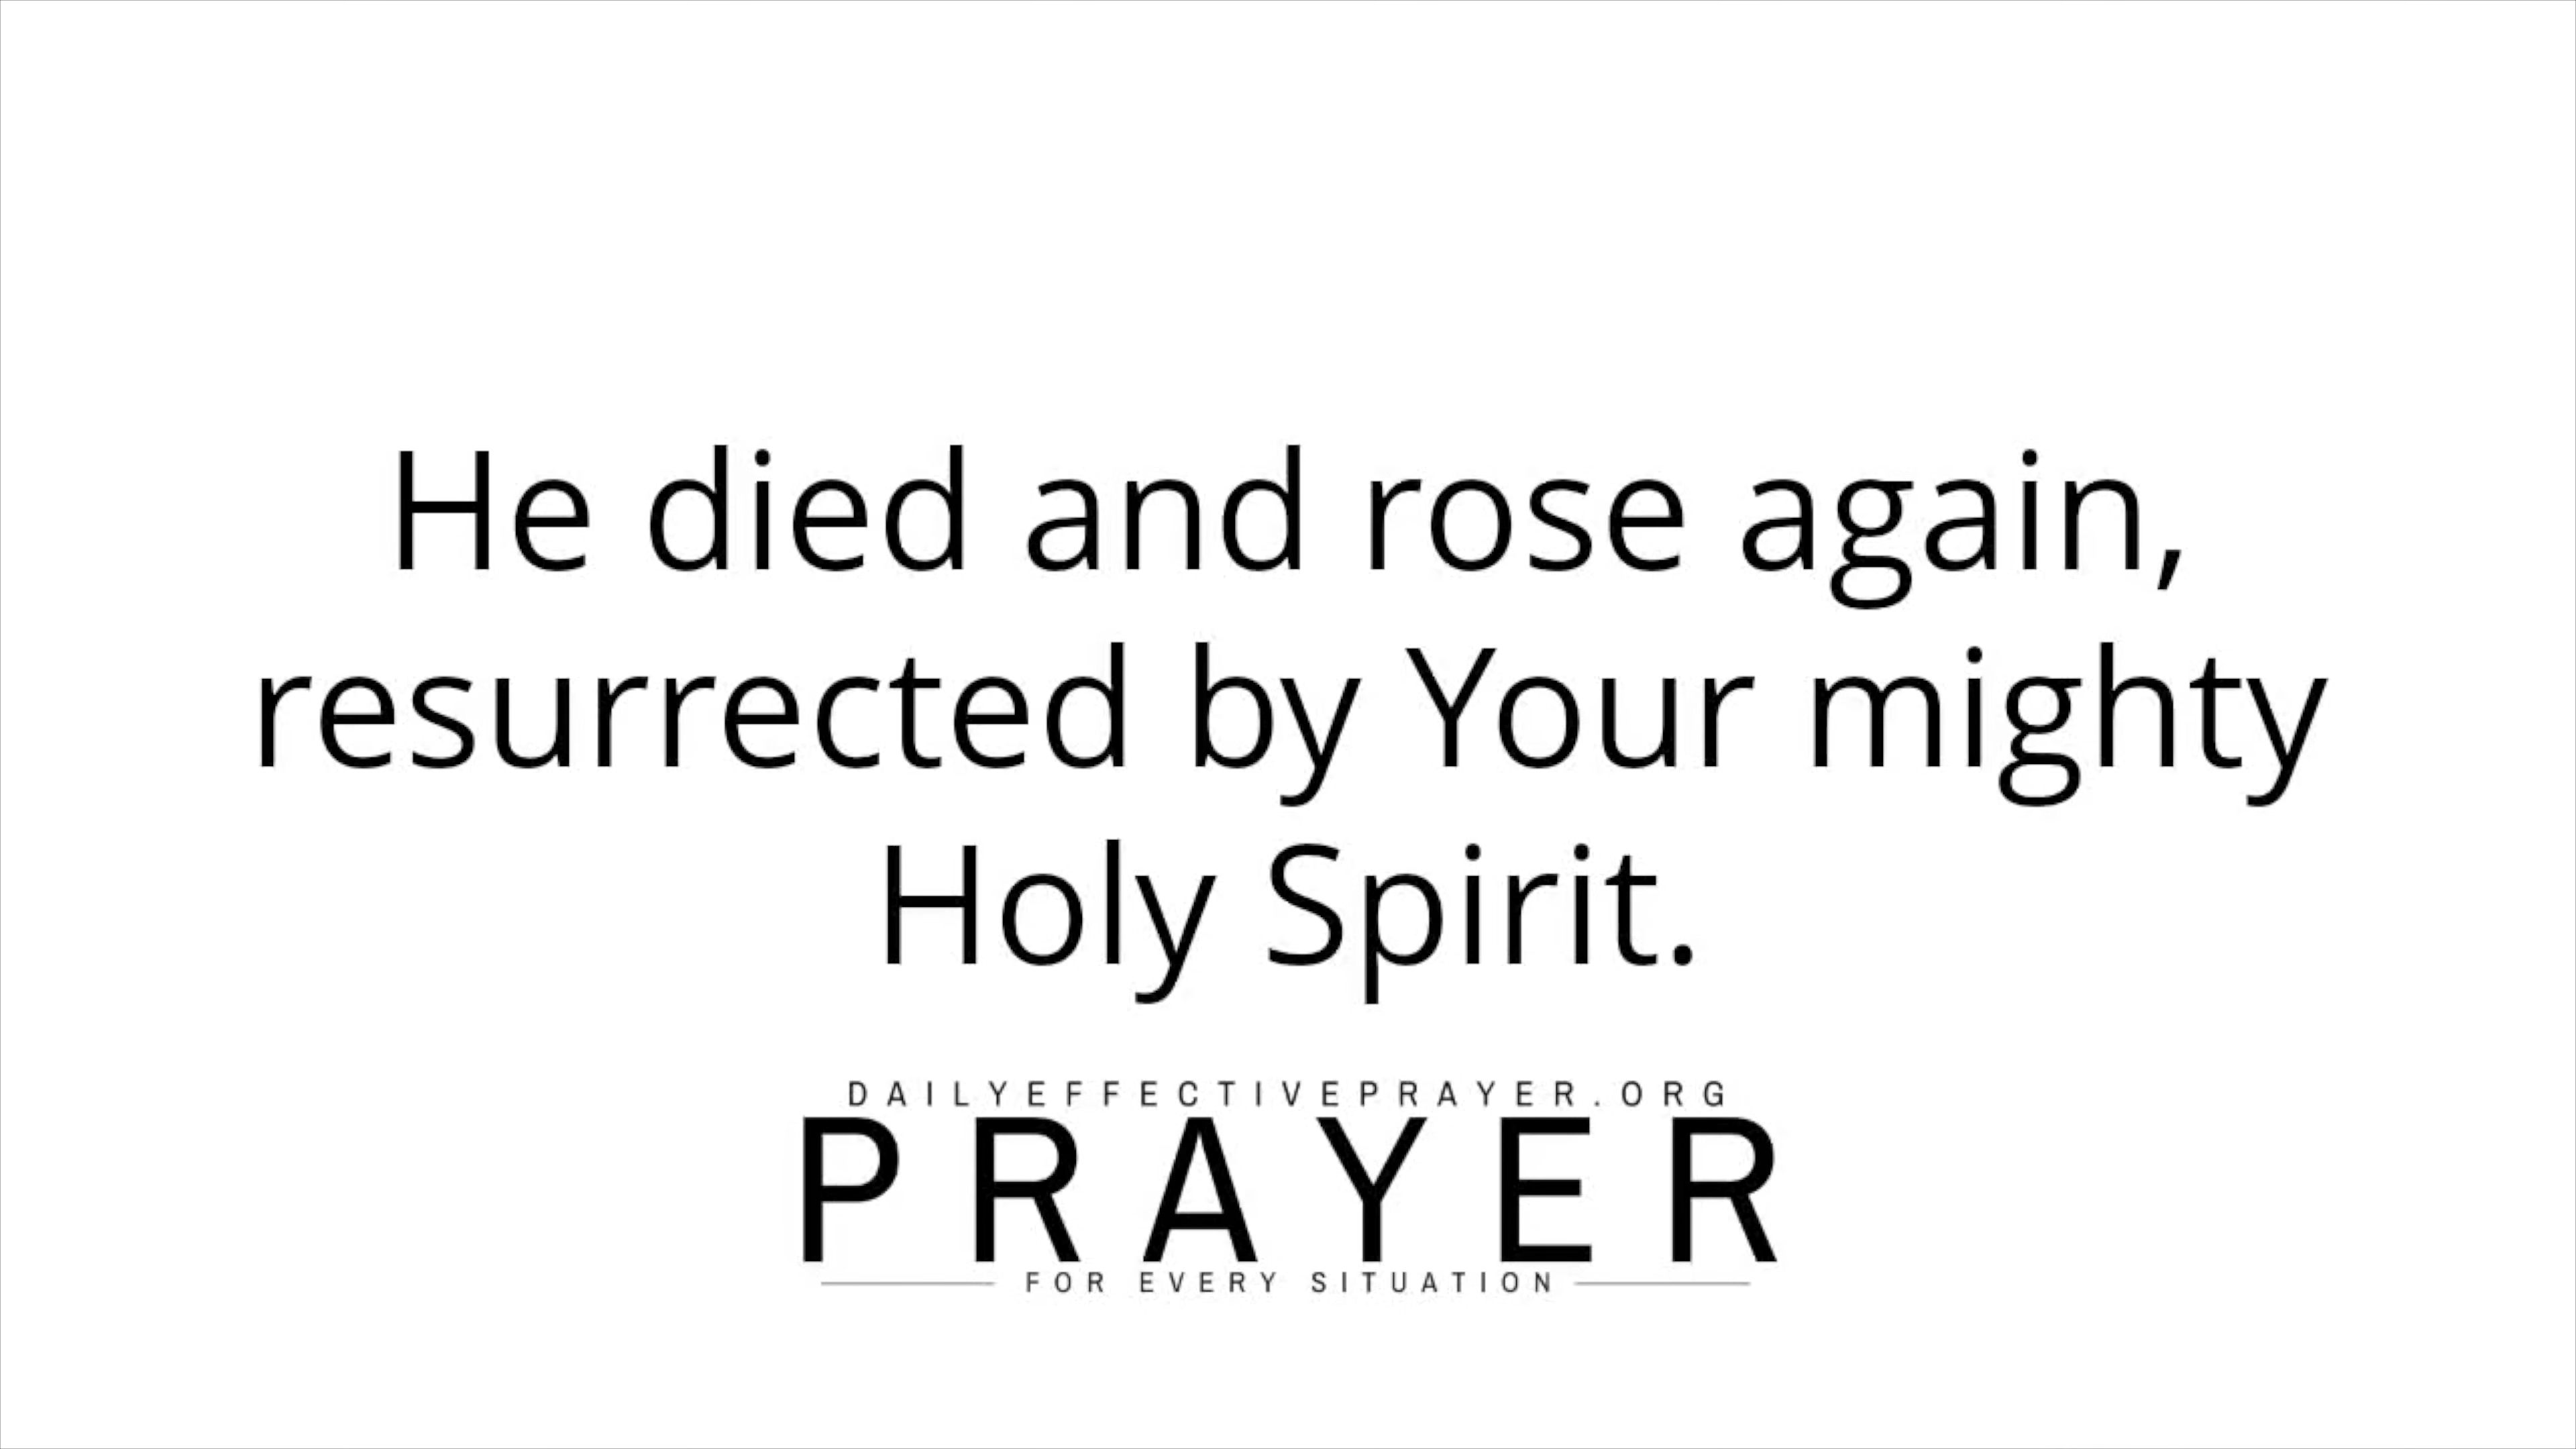 He died and rose again,
resurrected by Your mighty
Holy Spirit.
DAILYEFFECTIVEPRAYER.ORG
PRAYER
FOR EVERY SITUATION